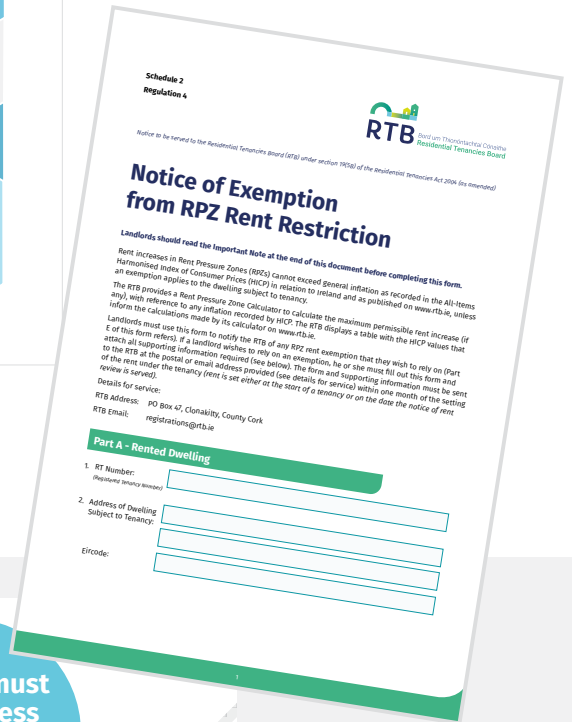 Schedule 2
Regulation 4
RTB
Bord um Thionóntachtaí Cónaithe
Residential Tenancies Board
Notice to be served to the Residential Tenancies Board (RTB) under section 19(5B) of the Residential Tenancies Act 2004 (as amended)
Notice of Exemption
from RPZ Rent Restriction
Landlords should read the Important Note at the end of this document before completing this form.
Rent increases in Rent Pressure Zones (RPZs) cannot exceed general inflation as recorded in the All-Items
Harmonised Index of Consumer Prices (HICP) in relation to Ireland and as published on www.rtb.ie, unless
an exemption applies to the dwelling subject to tenancy.
The RTB provides a Rent Pressure Zone Calculator to calculate the maximum permissible rent increase (if
any), with reference to any inflation recorded by HICP. The RTB displays a table with the HICP values that
inform the calculations made by its calculator on www.rtb.ie.
Landlords must use this form to notify the RTB of any RPZ rent exemption that they wish to rely on (Part
E of this form refers). If a landlord wishes to rely on an exemption, he or she must fill out this form and
attach all supporting information required (see below). The form and supporting information must be sent
to the RTB at the postal or email address provided (see details for service) within one month of the setting
of the rent under the tenancy (rent is set either at the start of a tenancy or on the date the notice of rent
review is served).
Details for service:
RTB Address: PO Box 47, Clonakilty, County Cork
RTB Email: registrations@rtb.ie
Part A - Rented Dwelling
1. RT Number:
(Registered Tenancy Number)
2. Address of Dwelling
Subject to Tenancy:
Eircode:
1
must
ess